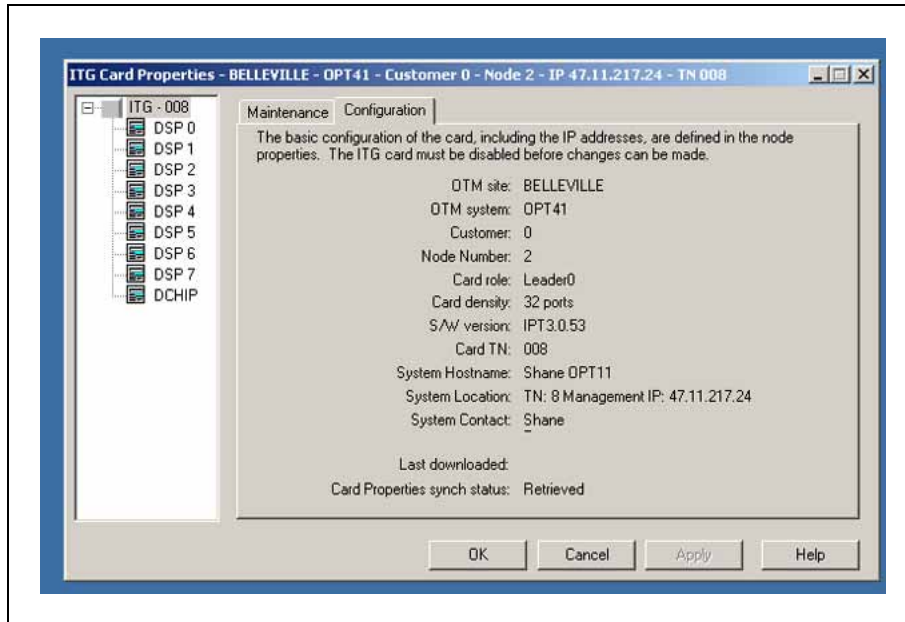 ITG Card Properties - BELLEVILLE - OPT41 - Customer 0 - Node 2 - IP 47.11.217.24 - TN 008
ITG - 008
DSP 0
DSP 1
DSP 2
DSP 3
DSP 4
DSP 5
DSP 6
DSP 7
DCHIP
Maintenance Configuration
The basic configuration of the card, including the IP addresses, are defined in the node
properties. The ITG card must be disabled before changes can be made.
OTM site: BELLEVILLE
OTM system: OPT41
Customer: 0
Node Number: 2
Card role: Leader0
Card density: 32 ports
S/W version: IPT3.0.53
Card TN: 008
System Hostname: Shane OPT11
System Location: TN: 8 Management IP: 47.11.217.24
System Contact: Shane
Last downloaded:
Card Properties synch status: Retrieved
OK Cancel Apply Help